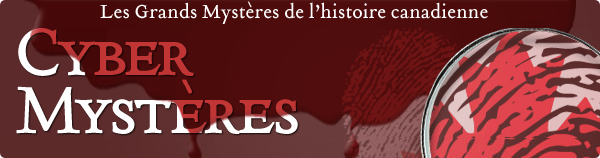 Les Grands Mystères de l'histoire canadienne
Cyber
Mystères